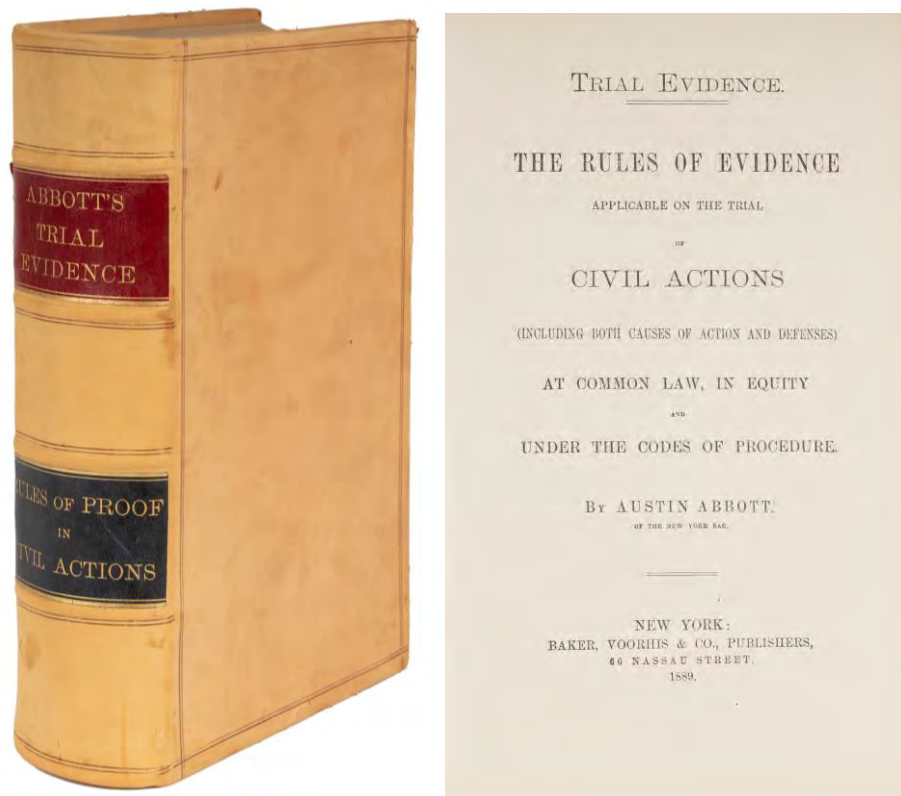 ABBOTT'S
TRIAL
EVIDENCE
RULES OF PROOF
IN
CIVIL ACTIONS
TRIAL EVIDENCE.
THE RULES OF EVIDENCE
APPLICABLE ON THE TRIAL
OF
CIVIL ACTIONS
(INCLUDING BOTH CAUSES OF ACTION AND DEFENSES)
AT COMMON LAW, IN EQUITY
AND
UNDER THE CODES OF PROCEDURE.
BY AUSTIN ABBOTT,
OF THE NEW YORK BAR.
NEW YORK:
BAKER, VOORHIS & CO., PUBLISHERS,
66 NASSAU STREET.
1889.